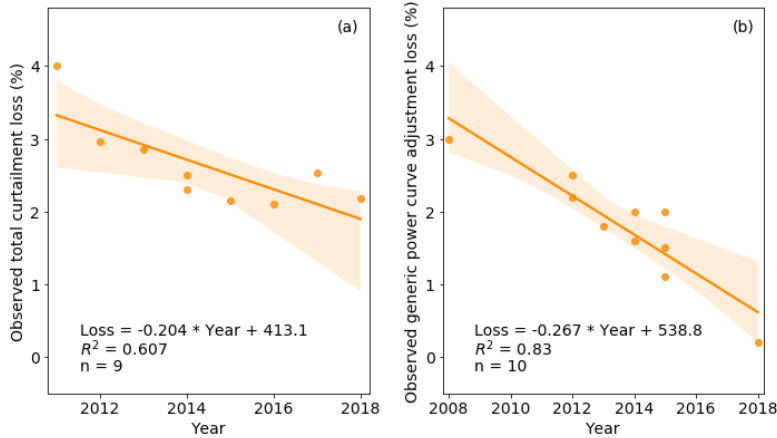 (a)
Observed total curtailment loss (%)
4
3
2
1
0
Loss = -0.204 * Year + 413.1
R² = 0.607
n = 9
2012 2014 2016 2018
Year
(b)
Observed generic power curve adjustment loss (%)
4
3
2
1
0
Loss = -0.267 * Year + 538.8
R² = 0.83
n = 10
2008 2010 2012 2014 2016 2018
Year